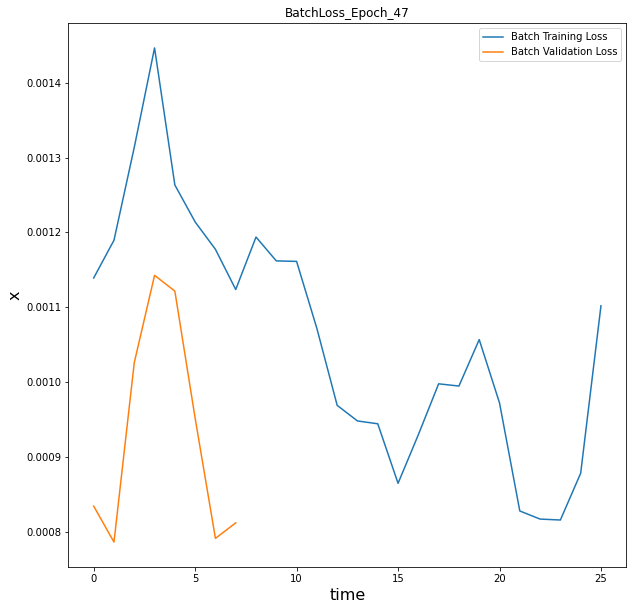 BatchLoss_Epoch_47
Batch Training Loss
Batch Validation Loss
x
0.0014
0.0013
0.0012
0.0011
0.0010
0.0009
0.0008
0 5 10 15 20 25
time